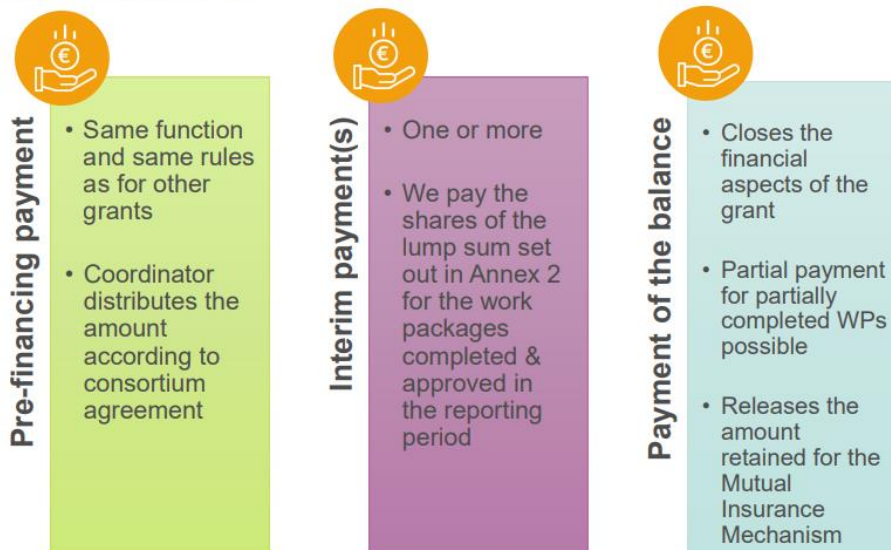 Pre-financing payment
• Same function
and same rules
as for other
grants
• Coordinator
distributes the
amount
according to
consortium
agreement
Interim payment(s)
• One or more
• We pay the
shares of the
lump sum set
out in Annex 2
for the work
packages
completed &
approved in
the reporting
period
Payment of the balance
• Closes the
financial
aspects of the
grant
• Partial payment
for partially
completed WPs
possible
• Releases the
amount
retained for the
Mutual
Insurance
Mechanism